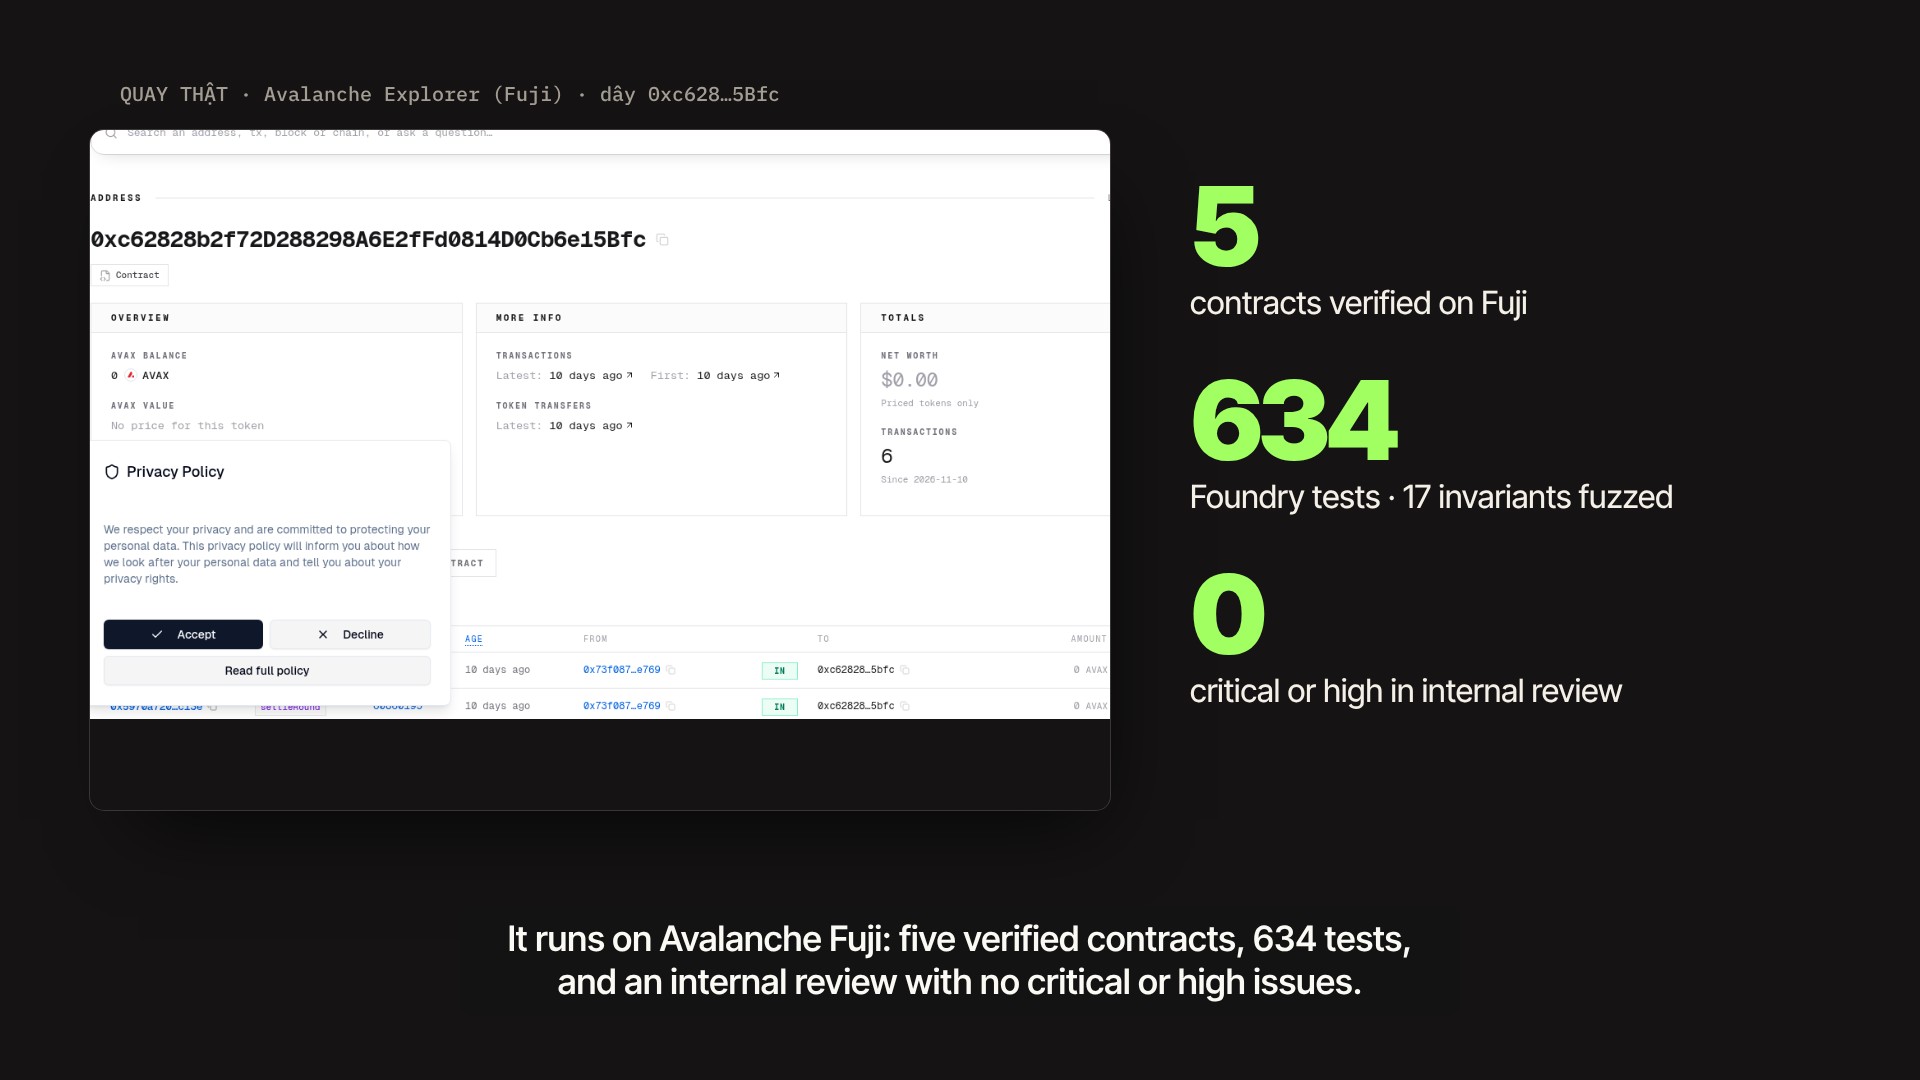 QUAY THẬT · Avalanche Explorer (Fuji) · dây 0xc628…5Bfc
Search an address, tx, block or chain, or ask a question…
ADDRESS
0xc62828b2f72D288298A6E2fFd0814D0Cb6e15Bfc
Contract
OVERVIEW
AVAX BALANCE
0 AVAX
AVAX VALUE
No price for this token
MORE INFO
TRANSACTIONS
Latest: 10 days ago First: 10 days ago
TOKEN TRANSFERS
Latest: 10 days ago
TOTALS
NET WORTH
$0.00
Priced tokens only
TRANSACTIONS
6
Since 2026-11-10
Privacy Policy
We respect your privacy and are committed to protecting your
personal data. This privacy policy will inform you about how
we look after your personal data and tell you about your
privacy rights.
Accept
Decline
Read full policy
TRACT
AGE FROM TO AMOUNT
10 days ago 0x73f087…e769 IN 0xc62828…5bfc 0 AVAX
settleRound 10 days ago 0x73f087…e769 IN 0xc62828…5bfc 0 AVAX
5
contracts verified on Fuji
634
Foundry tests · 17 invariants fuzzed
0
critical or high in internal review
It runs on Avalanche Fuji: five verified contracts, 634 tests,
and an internal review with no critical or high issues.